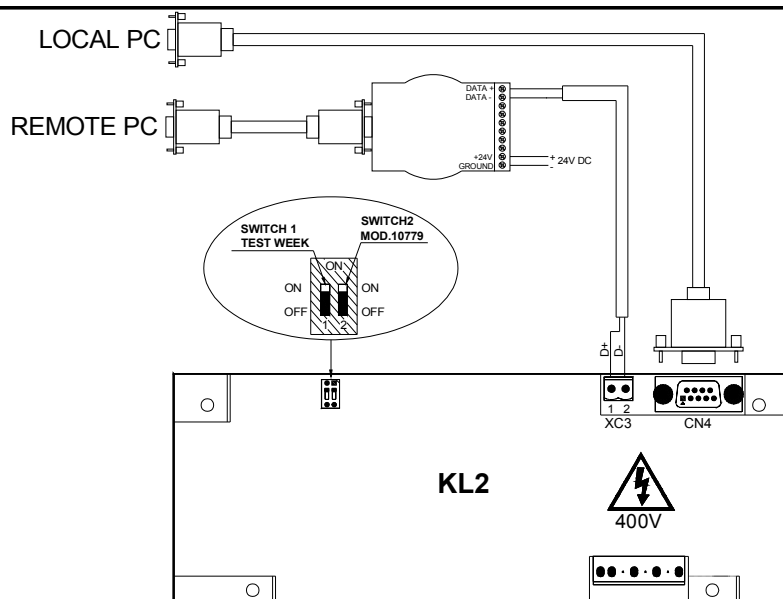 LOCAL PC
REMOTE PC
DATA +
DATA -
+24V
GROUND
+
-
24V DC
SWITCH 1
TEST WEEK
SWITCH2
MOD.10779
ON
ON
ON
OFF
OFF
1 2
D+
D-
1 2
XC3
CN4
KL2
400V